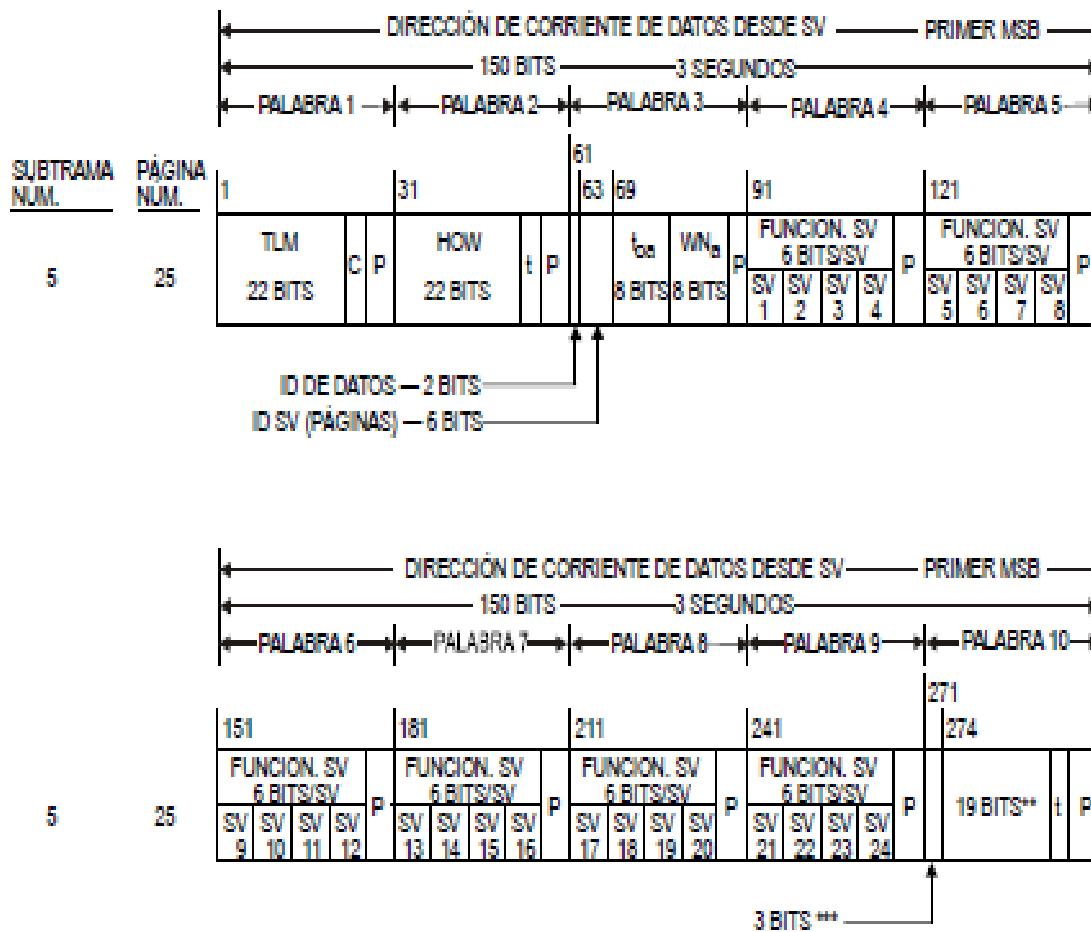 DIRECCIÓN DE CORRIENTE DE DATOS DESDE SV PRIMER MSB
150 BITS 3 SEGUNDOS
PALABRA 1 PALABRA 2 PALABRA 3 PALABRA 4 PALABRA 5
SUBTRAMA NUM. PÁGINA NÚM.
1 31 61 63 69 91 121
5 25
TLM 22 BITS C P
HOW 22 BITS t P
toa 8 BITS WNa 8 BITS P
FUNCION. SV 6 BITS/SV P
SV 1 SV 2 SV 3 SV 4
FUNCION. SV 6 BITS/SV P
SV 5 SV 6 SV 7 SV 8
ID DE DATOS — 2 BITS
ID SV (PÁGINAS) — 6 BITS
DIRECCIÓN DE CORRIENTE DE DATOS DESDE SV PRIMER MSB
150 BITS 3 SEGUNDOS
PALABRA 6 PALABRA 7 PALABRA 8 PALABRA 9 PALABRA 10
151 181 211 241 271 274
5 25
FUNCION. SV 6 BITS/SV P
SV 9 SV 10 SV 11 SV 12
FUNCION. SV 6 BITS/SV P
SV 13 SV 14 SV 15 SV 16
FUNCION. SV 6 BITS/SV P
SV 17 SV 18 SV 19 SV 20
FUNCION. SV 6 BITS/SV P
SV 21 SV 22 SV 23 SV 24
19 BITS** t P
3 BITS ***